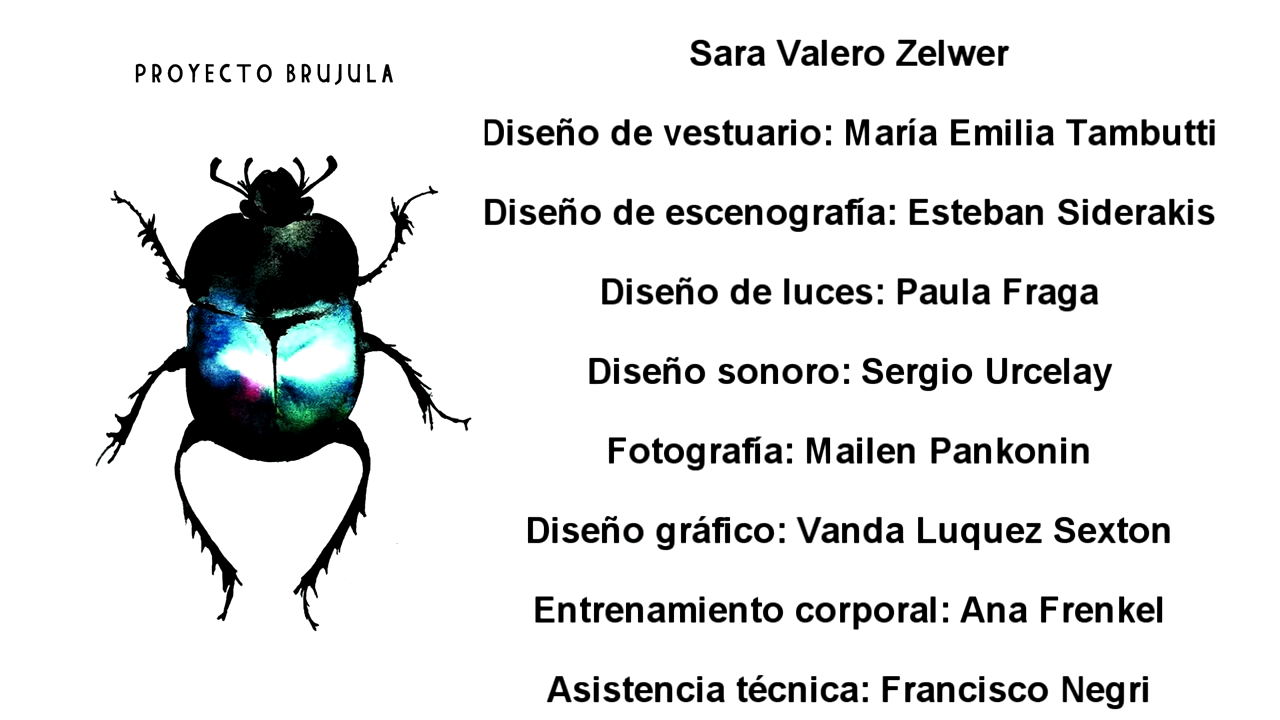 PROYECTO BRUJULA
Sara Valero Zelwer
Diseño de vestuario: María Emilia Tambutti
Diseño de escenografía: Esteban Siderakis
Diseño de luces: Paula Fraga
Diseño sonoro: Sergio Urcelay
Fotografía: Mailen Pankonin
Diseño gráfico: Vanda Luquez Sexton
Entrenamiento corporal: Ana Frenkel
Asistencia técnica: Francisco Negri